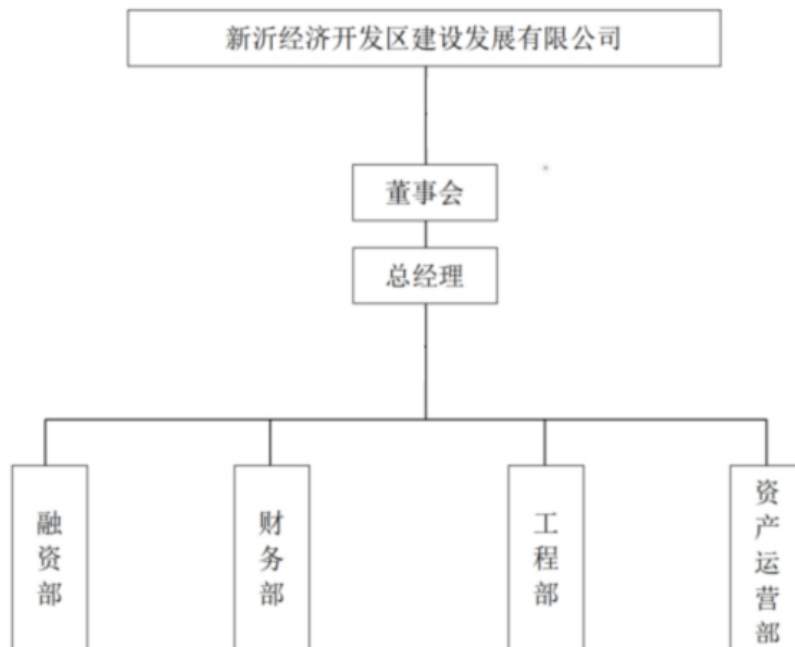 新沂经济开发区建设发展有限公司
董事会
总经理
融资部
财务部
工程部
资产运营部